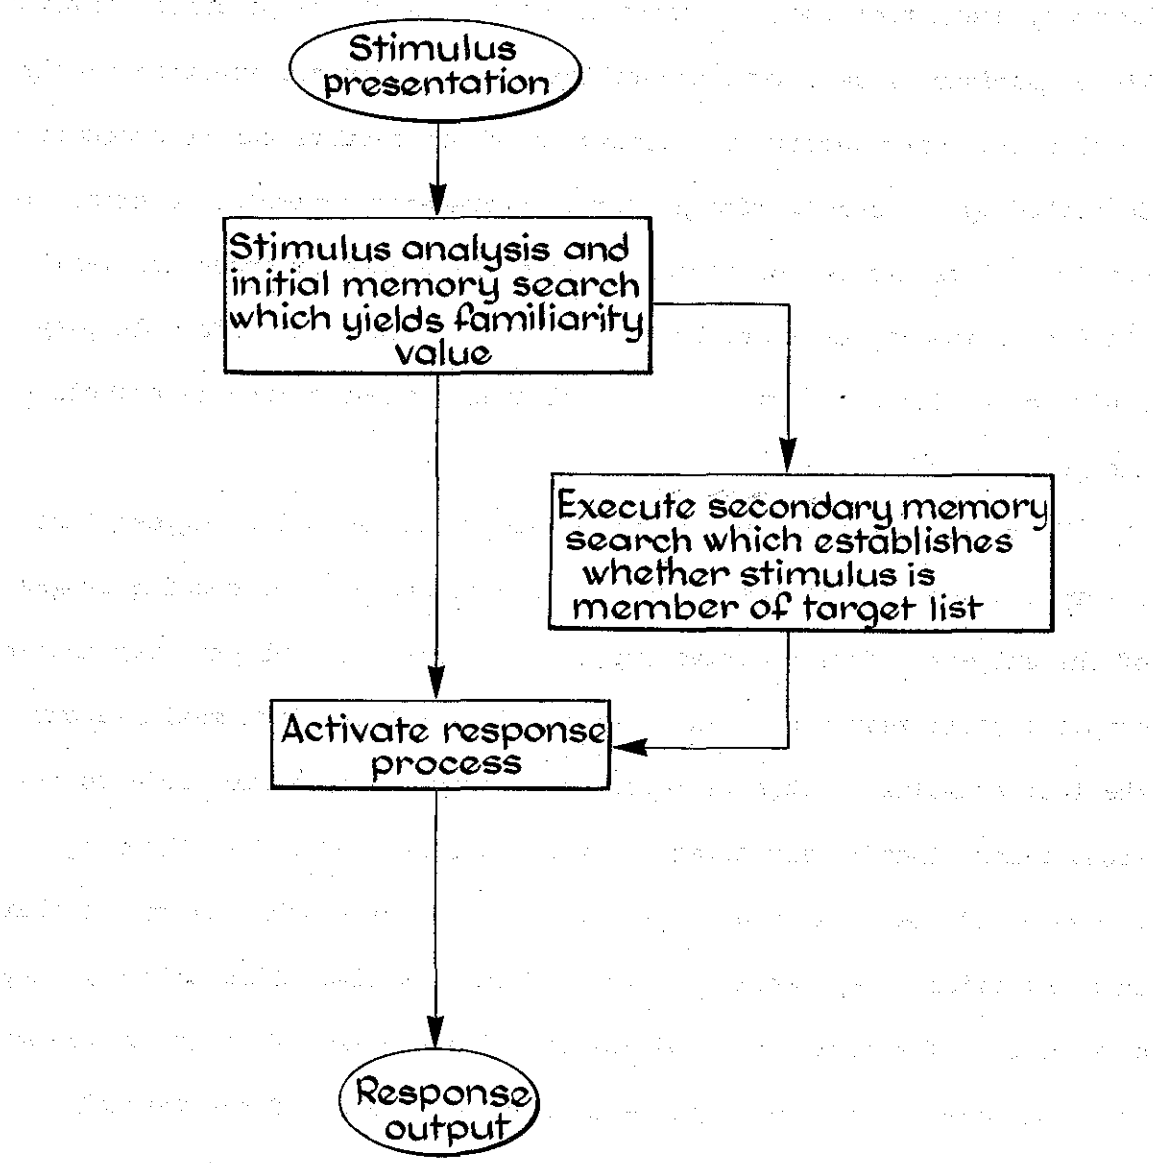 Stimulus
presentation
Stimulus analysis and
initial memory search
which yields familiarity
value
Execute secondary memory
search which establishes
whether stimulus is
member of target list
Activate response
process
Response
output